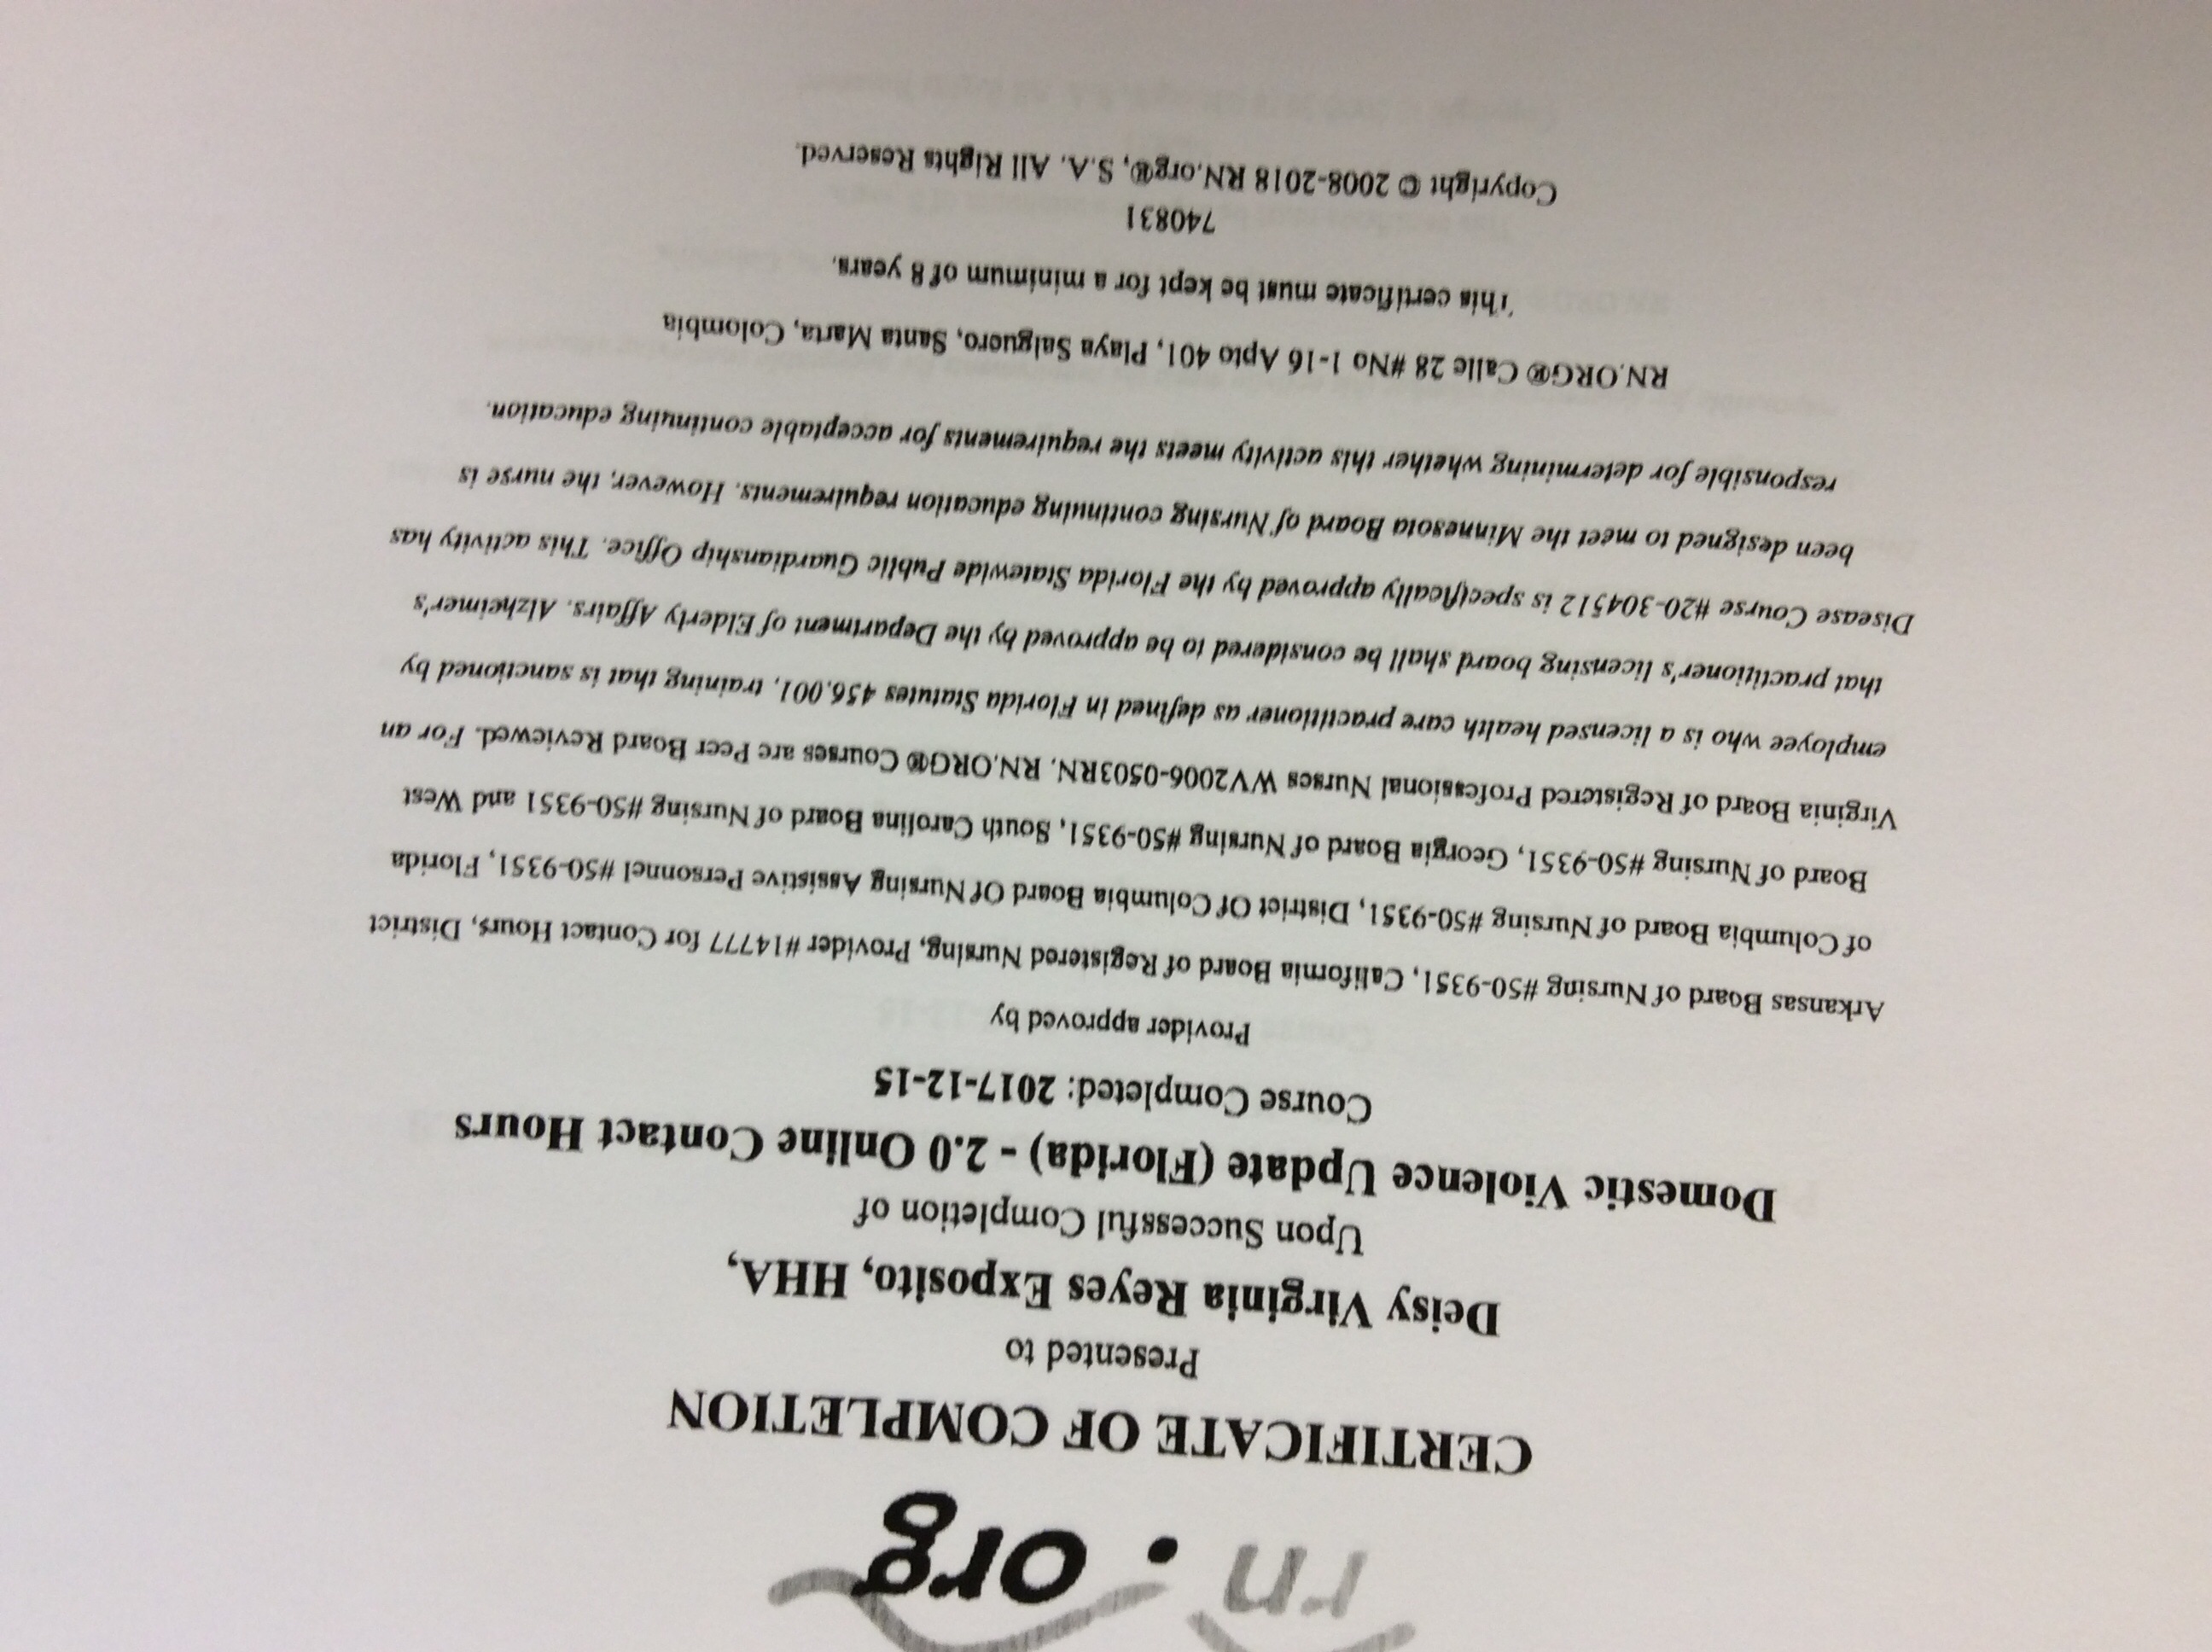 rn.org
CERTIFICATE OF COMPLETION
Presented to
Deisy Virginia Reyes Exposito, HHA,
Upon Successful Completion of
Domestic Violence Update (Florida) - 2.0 Online Contact Hours
Course Completed: 2017-12-15
Provider approved by
Arkansas Board of Nursing #50-9351, California Board of Registered Nursing, Provider #14777 for Contact Hours, District
of Columbia Board of Nursing #50-9351, District Of Columbia Board Of Nursing Assistive Personnel #50-9351, Florida
Board of Nursing #50-9351, Georgia Board of Nursing #50-9351, South Carolina Board of Nursing #50-9351 and West
Virginia Board of Registered Professional Nurses WV2006-0503RN. RN.ORG® Courses are Peer Board Reviewed. For an
employee who is a licensed health care practitioner as defined in Florida Statutes 456.001, training that is sanctioned by
that practitioner's licensing board shall be considered to be approved by the Department of Elderly Affairs. Alzheimer's
Disease Course #20-304512 is specifically approved by the Florida Statewide Public Guardianship Office. This activity has
been designed to meet the Minnesota Board of Nursing continuing education requirements. However, the nurse is
responsible for determining whether this activity meets the requirements for acceptable continuing education.
RN.ORG® Calle 28 #No 1-16 Apto 401, Playa Salguero, Santa Marta, Colombia
This certificate must be kept for a minimum of 8 years.
740831
Copyright © 2008-2018 RN.org®, S.A. All Rights Reserved.